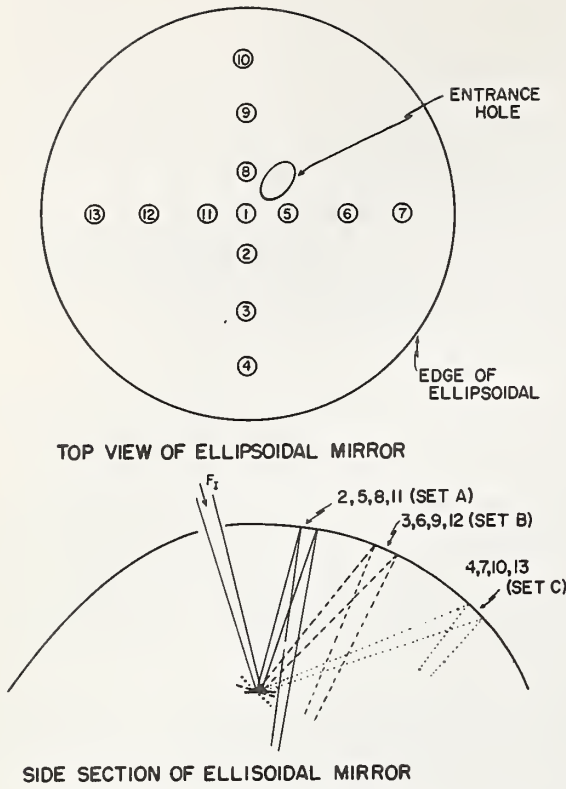 10
ENTRANCE
HOLE
9
8
13 12 11 1 5 6 7
2
3
4
EDGE OF
ELLIPSOIDAL
TOP VIEW OF ELLIPSOIDAL MIRROR
F_I
2,5,8,11 (SET A)
3,6,9,12 (SET B)
4,7,10,13
(SET C)
SIDE SECTION OF ELLISOIDAL MIRROR